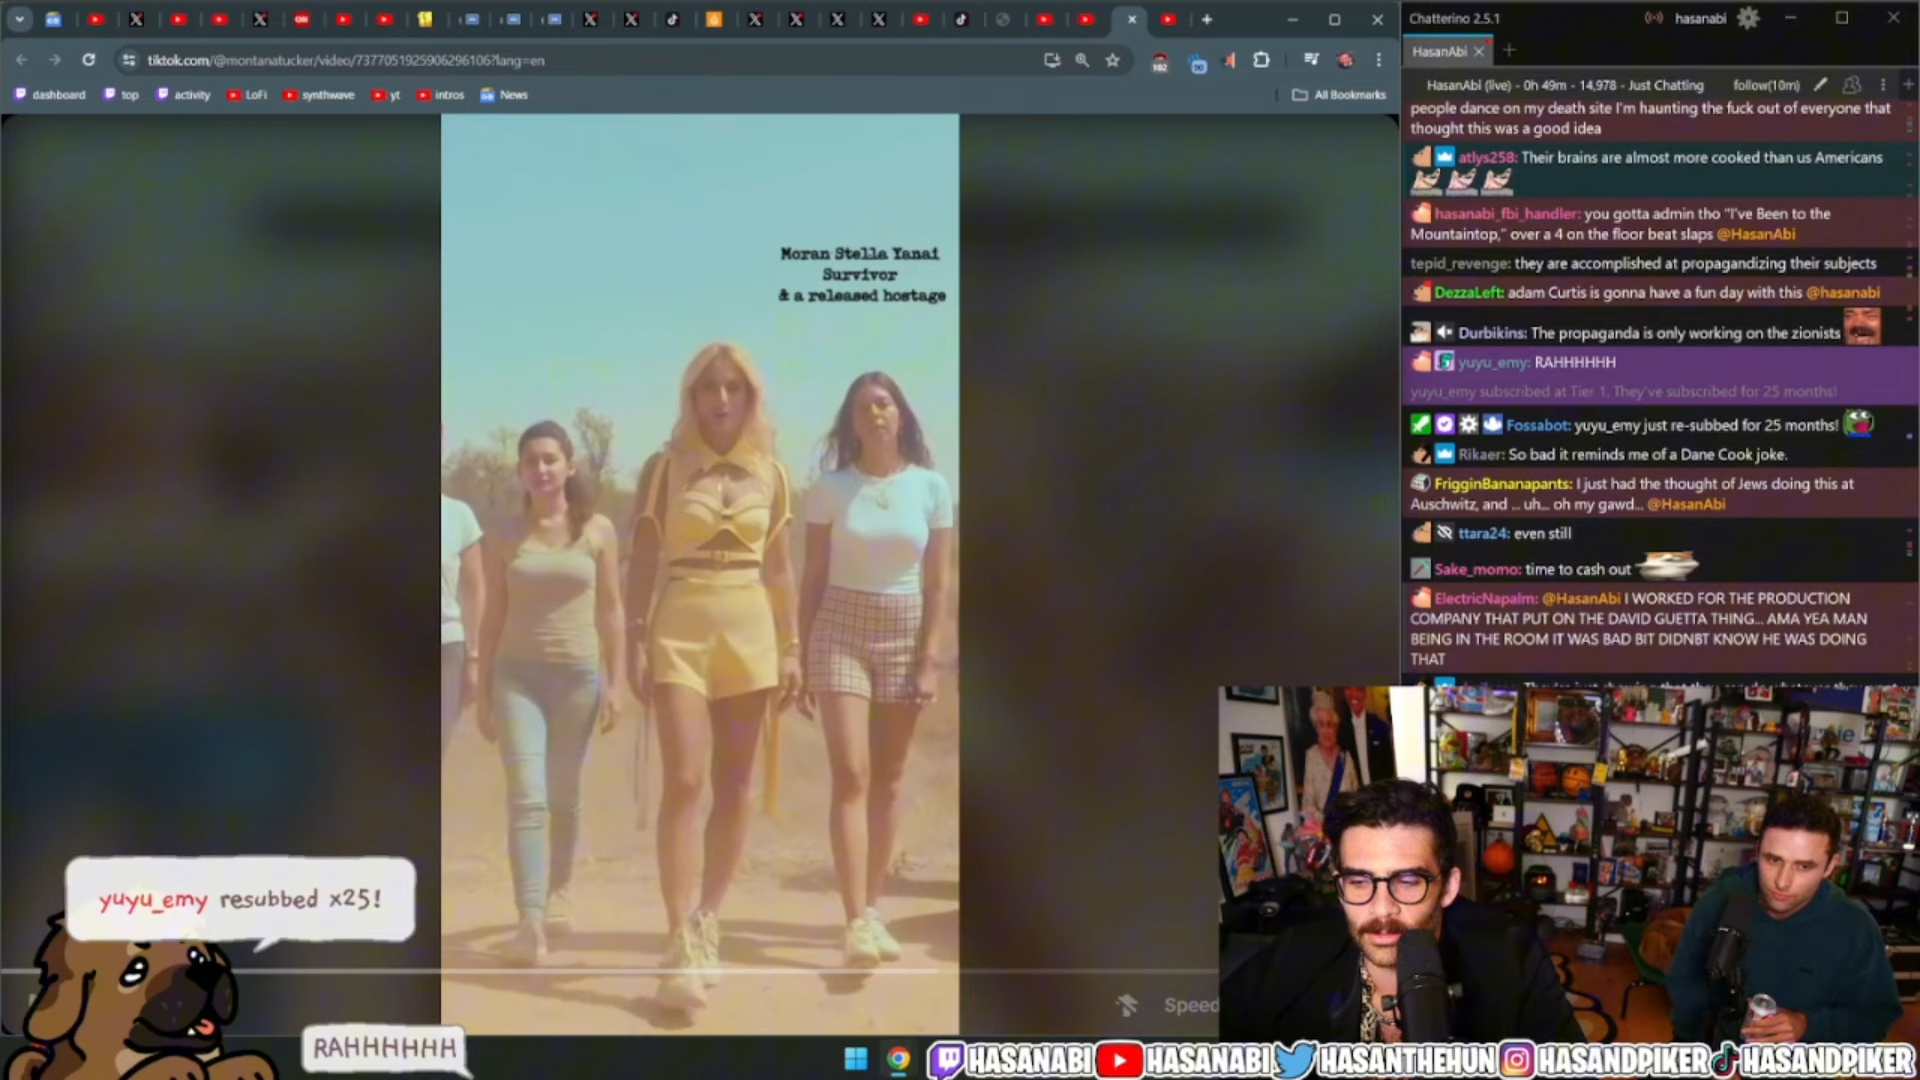 Chatterino 2.5.1
hasanabi
tiktok.com/@montanatucker/video/7377051925906296106?lang=en
HasanAbi
dashboard
top
activity
LoFi
synthwave
yt
intros
News
All Bookmarks
HasanAbi (live) - 0h 49m - 14,978 - Just Chatting
follow(10m)
people dance on my death site I'm haunting the fuck out of everyone that
thought this was a good idea
atlys258: Their brains are almost more cooked than us Americans
hasanabi_fbi_handler: you gotta admin tho "I've Been to the
Mountaintop," over a 4 on the floor beat slaps @HasanAbi
tepid_revenge: they are accomplished at propagandizing their subjects
DezzaLeft: adam Curtis is gonna have a fun day with this @hasanabi
Durbikins: The propaganda is only working on the zionists
yuyu_emy: RAHHHHHH
yuyu_emy subscribed at Tier 1. They've subscribed for 25 months!
Fossabot: yuyu_emy just re-subbed for 25 months!
Rikaer: So bad it reminds me of a Dane Cook joke.
FrigginBananapants: I just had the thought of Jews doing this at
Auschwitz, and ... uh... oh my gawd... @HasanAbi
ttara24: even still
Sake_momo: time to cash out
ElectricNapalm: @HasanAbi I WORKED FOR THE PRODUCTION
COMPANY THAT PUT ON THE DAVID GUETTA THING... AMA YEA MAN
BEING IN THE ROOM IT WAS BAD BIT DIDNBT KNOW HE WAS DOING
THAT
Moran Stella Yanai
Survivor
& a released hostage
yuyu_emy resubbed x25!
RAHHHHHH
Speed
HASANABI
HASANABI
HASANTHEHUN
HASANDPIKER
HASANDPIKER